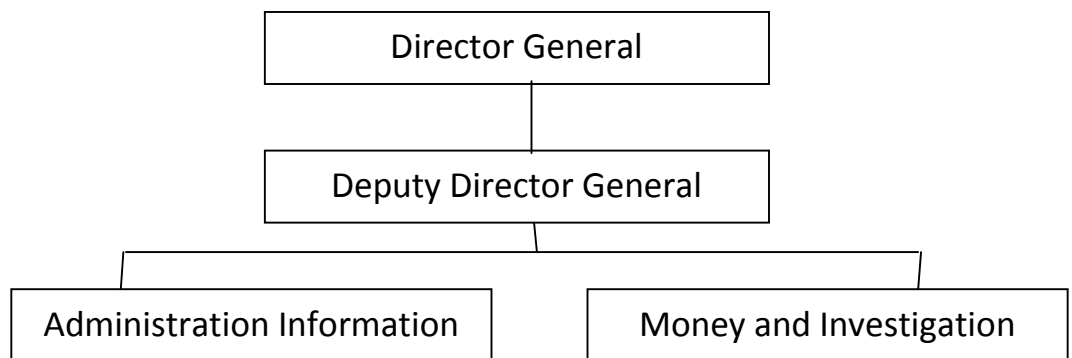 Director General
Deputy Director General
Administration Information
Money and Investigation